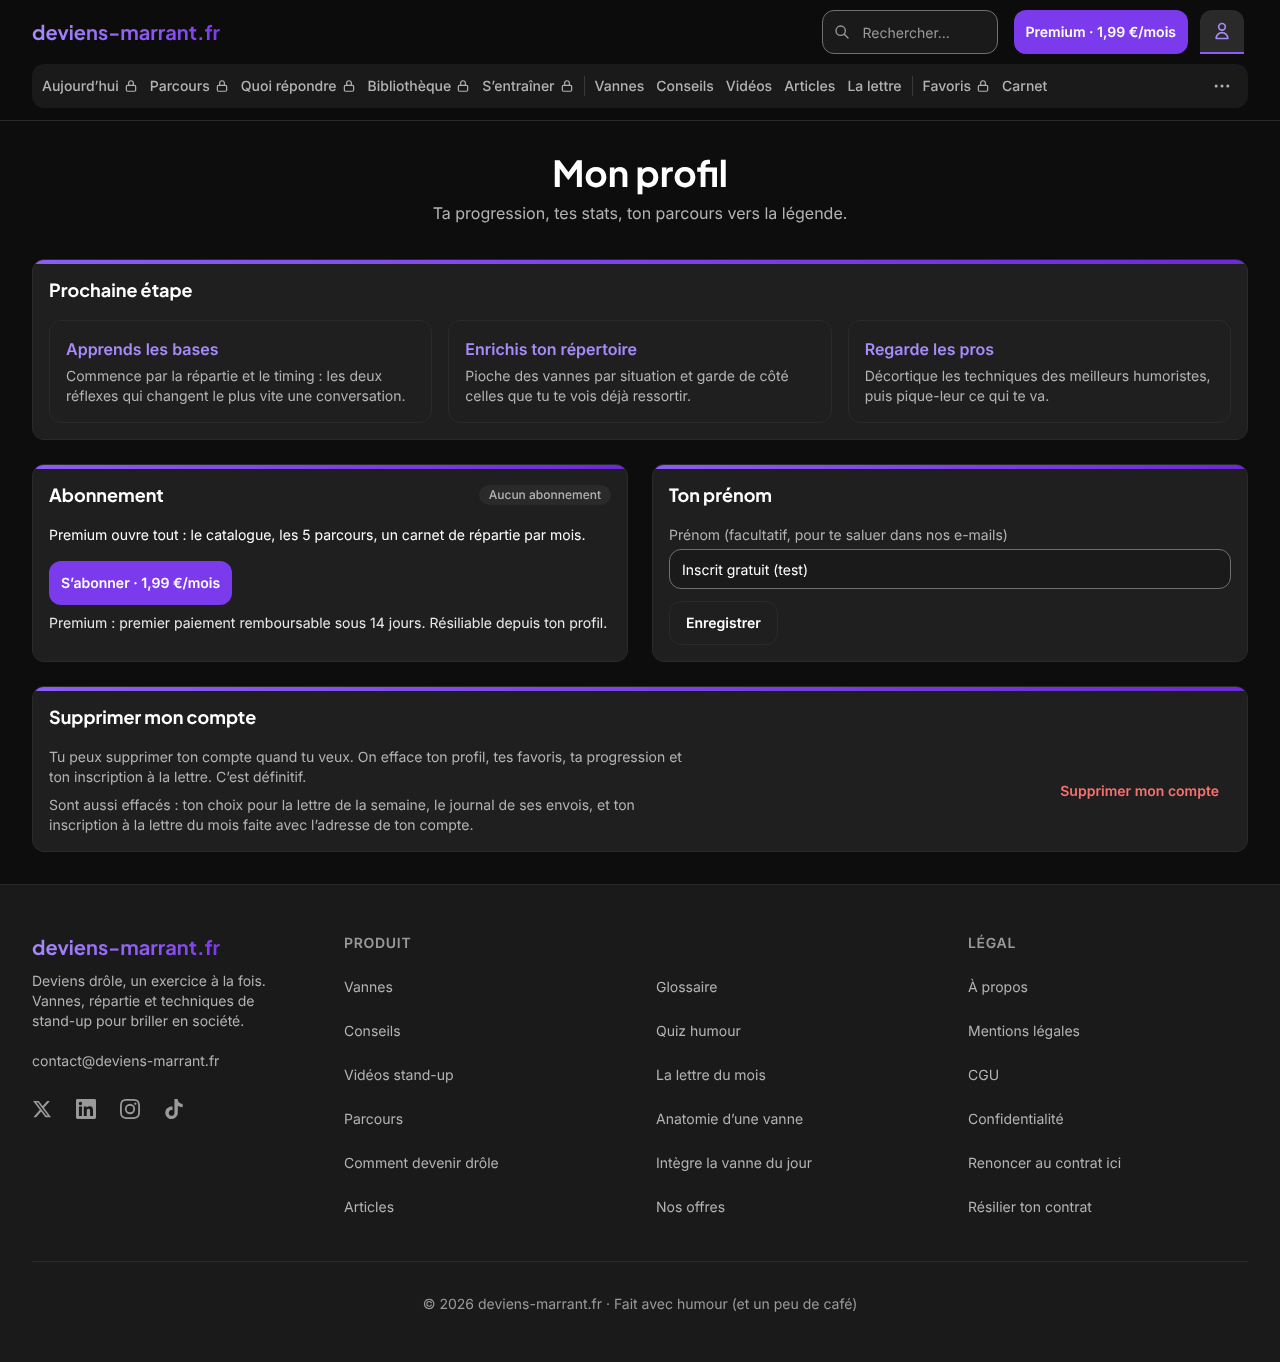 deviens-marrant.fr
Rechercher...
Premium · 1,99 €/mois
Aujourd’hui
Parcours
Quoi répondre
Bibliothèque
S’entraîner
Vannes
Conseils
Vidéos
Articles
La lettre
Favoris
Carnet
Mon profil
Ta progression, tes stats, ton parcours vers la légende.
Prochaine étape
Apprends les bases
Commence par la répartie et le timing : les deux
réflexes qui changent le plus vite une conversation.
Enrichis ton répertoire
Pioche des vannes par situation et garde de côté
celles que tu te vois déjà ressortir.
Regarde les pros
Décortique les techniques des meilleurs humoristes,
puis pique-leur ce qui te va.
Abonnement
Aucun abonnement
Premium ouvre tout : le catalogue, les 5 parcours, un carnet de répartie par mois.
S’abonner · 1,99 €/mois
Premium : premier paiement remboursable sous 14 jours. Résiliable depuis ton profil.
Ton prénom
Prénom (facultatif, pour te saluer dans nos e-mails)
Inscrit gratuit (test)
Enregistrer
Supprimer mon compte
Tu peux supprimer ton compte quand tu veux. On efface ton profil, tes favoris, ta progression et
ton inscription à la lettre. C’est définitif.
Sont aussi effacés : ton choix pour la lettre de la semaine, le journal de ses envois, et ton
inscription à la lettre du mois faite avec l’adresse de ton compte.
Supprimer mon compte
deviens-marrant.fr
Deviens drôle, un exercice à la fois.
Vannes, répartie et techniques de
stand-up pour briller en société.
contact@deviens-marrant.fr
PRODUIT
Vannes
Conseils
Vidéos stand-up
Parcours
Comment devenir drôle
Articles
Glossaire
Quiz humour
La lettre du mois
Anatomie d’une vanne
Intègre la vanne du jour
Nos offres
LÉGAL
À propos
Mentions légales
CGU
Confidentialité
Renoncer au contrat ici
Résilier ton contrat
© 2026 deviens-marrant.fr · Fait avec humour (et un peu de café)